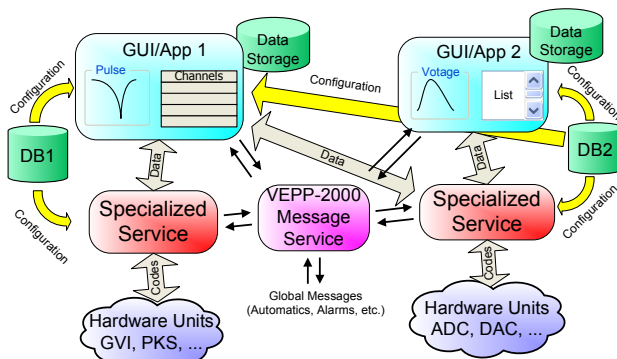 GUI/App 1
Data
Storage
Pulse
Channels
GUI/App 2
Data
Storage
Votage
List
Configuration
Configuration
Configuration
DB1
DB2
Configuration
Configuration
Data
Data
Data
Specialized
Service
VEPP-2000
Message
Service
Specialized
Service
Codes
Codes
Global Messages
(Automatics, Alarms, etc.)
Hardware Units
GVI, PKS, ...
Hardware Units
ADC, DAC, ...